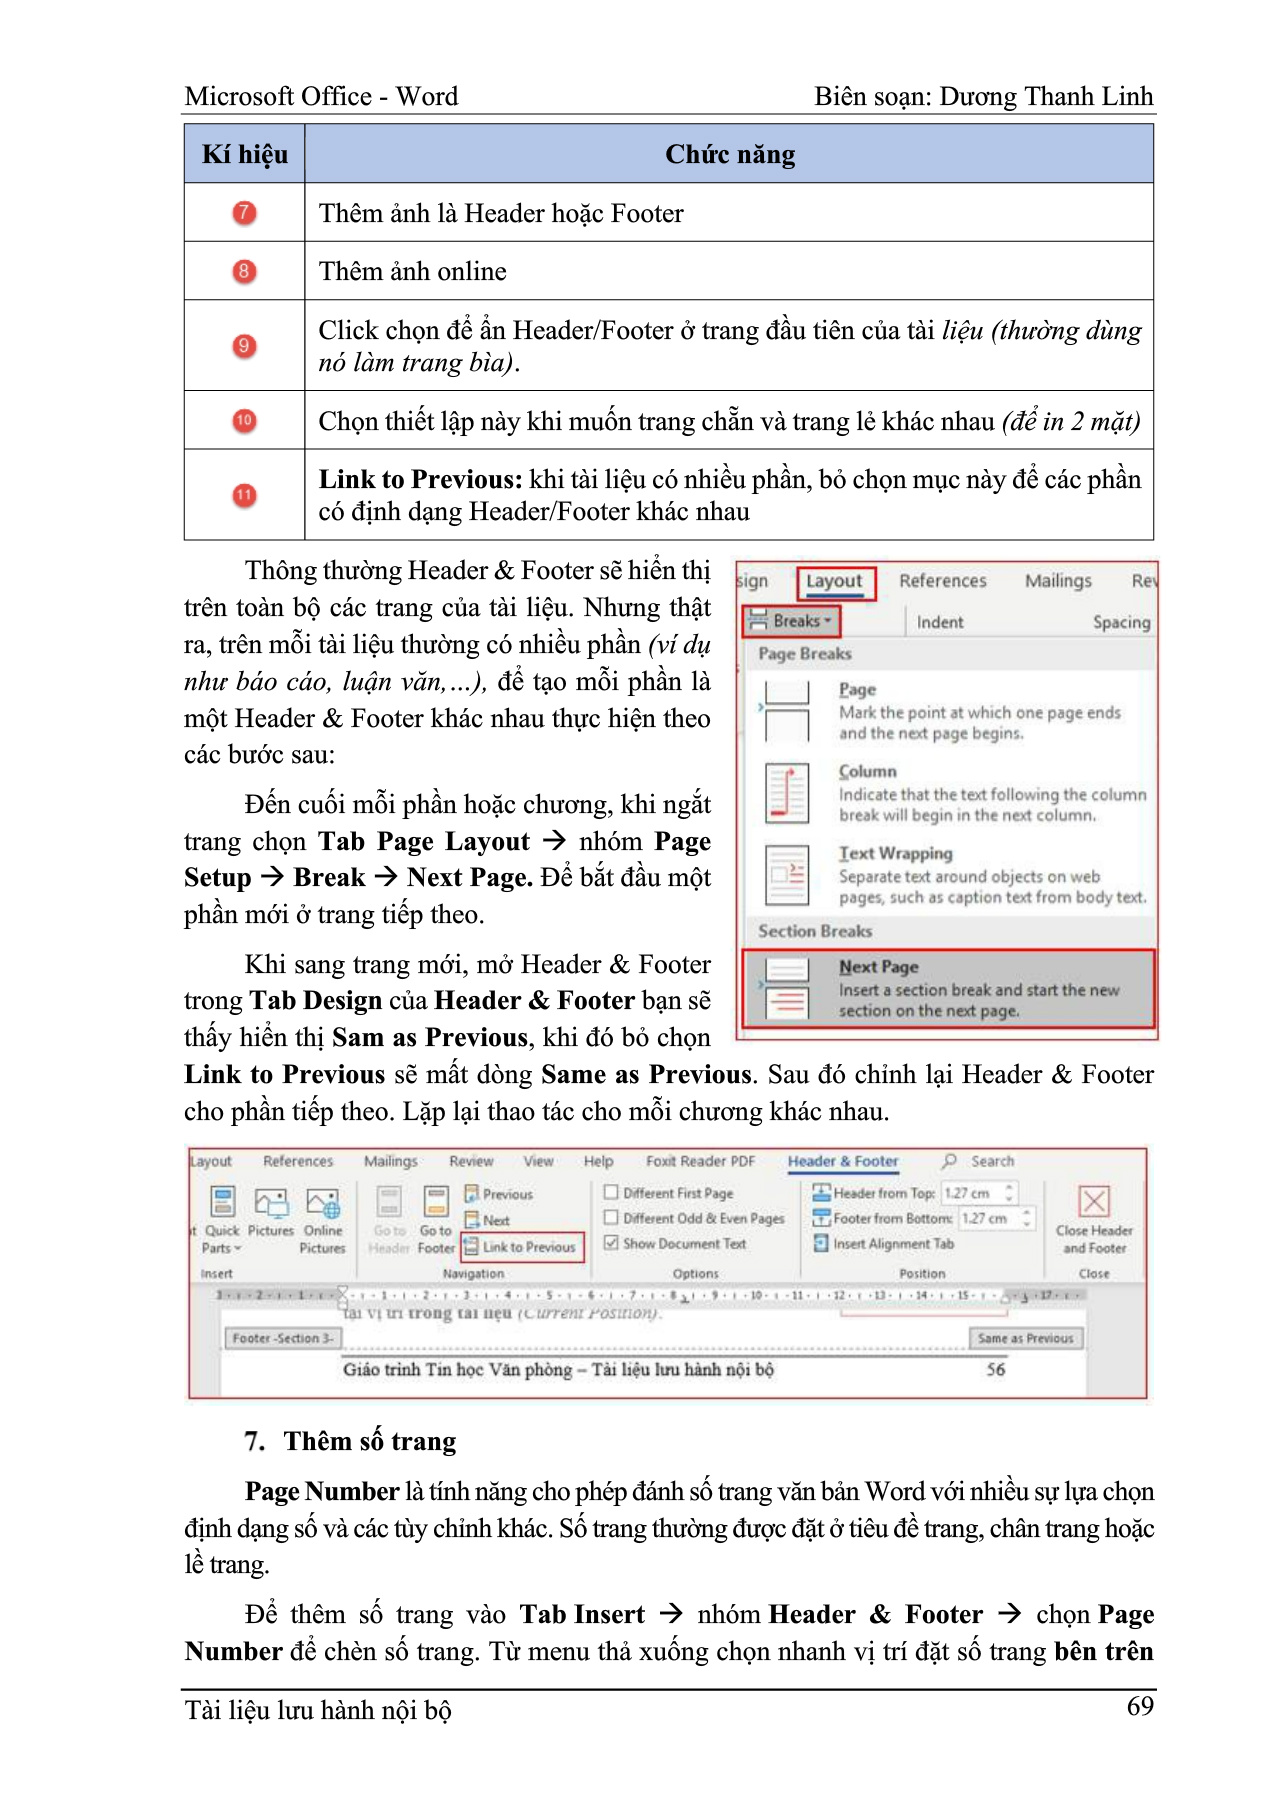 Microsoft Office - Word Biên soạn: Dương Thanh Linh
Kí hiệu Chức năng
7 Thêm ảnh là Header hoặc Footer
8 Thêm ảnh online
9 Click chọn để ẩn Header/Footer ở trang đầu tiên của tài liệu (thường dùng
nó làm trang bìa).
10 Chọn thiết lập này khi muốn trang chẵn và trang lẻ khác nhau (để in 2 mặt)
11 Link to Previous: khi tài liệu có nhiều phần, bỏ chọn mục này để các phần
có định dạng Header/Footer khác nhau
Thông thường Header & Footer sẽ hiển thị
trên toàn bộ các trang của tài liệu. Nhưng thật
ra, trên mỗi tài liệu thường có nhiều phần (ví dụ
như báo cáo, luận văn,...), để tạo mỗi phần là
một Header & Footer khác nhau thực hiện theo
các bước sau:
Đến cuối mỗi phần hoặc chương, khi ngắt
trang chọn Tab Page Layout → nhóm Page
Setup → Break → Next Page. Để bắt đầu một
phần mới ở trang tiếp theo.
Khi sang trang mới, mở Header & Footer
trong Tab Design của Header & Footer bạn sẽ
thấy hiển thị Sam as Previous, khi đó bỏ chọn
Link to Previous sẽ mất dòng Same as Previous. Sau đó chỉnh lại Header & Footer
cho phần tiếp theo. Lặp lại thao tác cho mỗi chương khác nhau.
sign Layout References Mailings Rev
Breaks Indent Spacing
Page Breaks
Page
Mark the point at which one page ends
and the next page begins.
Column
Indicate that the text following the column
break will begin in the next column.
Text Wrapping
Separate text around objects on web
pages, such as caption text from body text.
Section Breaks
Next Page
Insert a section break and start the new
section on the next page.
Layout References Mailings Review View Help Foxit Reader PDF Header & Footer Search
Previous Different First Page Header from Top: 1.27 cm
t Quick Pictures Online Go to Go to Next Different Odd & Even Pages Footer from Bottom: 1.27 cm Close Header
Parts Pictures Header Footer Link to Previous Show Document Text Insert Alignment Tab and Footer
Insert Navigation Options Position Close
3 2 1 1 2 3 4 5 6 7 8 9 10 11 12 13 14 15 17
tại vị trí trong tài liệu (Current Position).
Footer -Section 3- Same as Previous
Giáo trình Tin học Văn phòng – Tài liệu lưu hành nội bộ 56
7. Thêm số trang
Page Number là tính năng cho phép đánh số trang văn bản Word với nhiều sự lựa chọn
định dạng số và các tùy chỉnh khác. Số trang thường được đặt ở tiêu đề trang, chân trang hoặc
lề trang.
Để thêm số trang vào Tab Insert → nhóm Header & Footer → chọn Page
Number để chèn số trang. Từ menu thả xuống chọn nhanh vị trí đặt số trang bên trên
Tài liệu lưu hành nội bộ 69